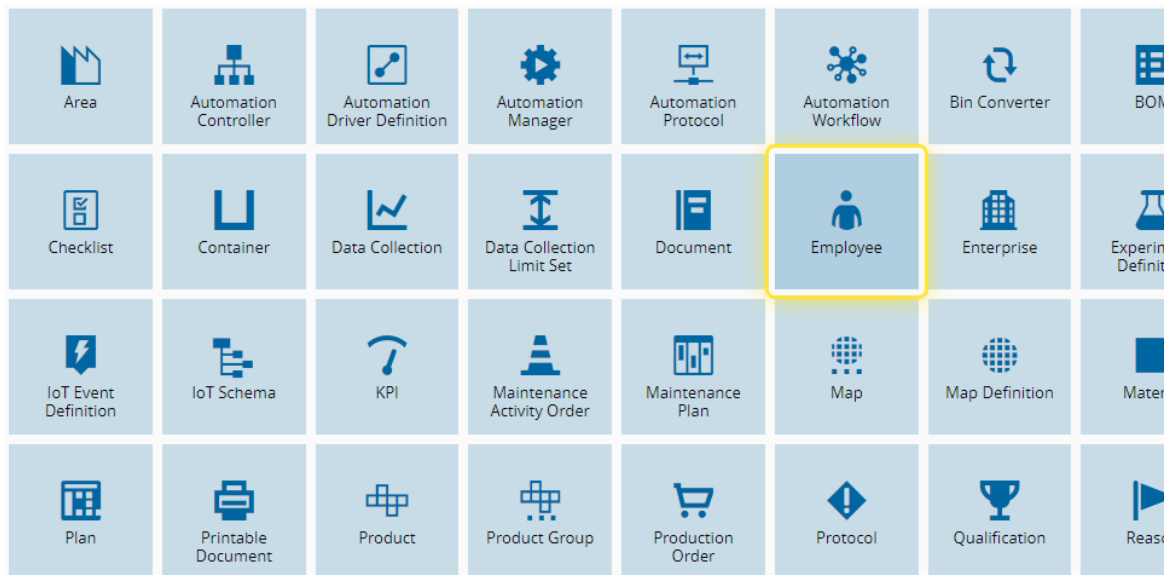 Area
Automation
Controller
Automation
Driver Definition
Automation
Manager
Automation
Protocol
Automation
Workflow
Bin Converter
BOM
Checklist
Container
Data Collection
Data Collection
Limit Set
Document
Employee
Enterprise
IoT Event
Definition
IoT Schema
KPI
Maintenance
Activity Order
Maintenance
Plan
Map
Map Definition
Plan
Printable
Document
Product
Product Group
Production
Order
Protocol
Qualification